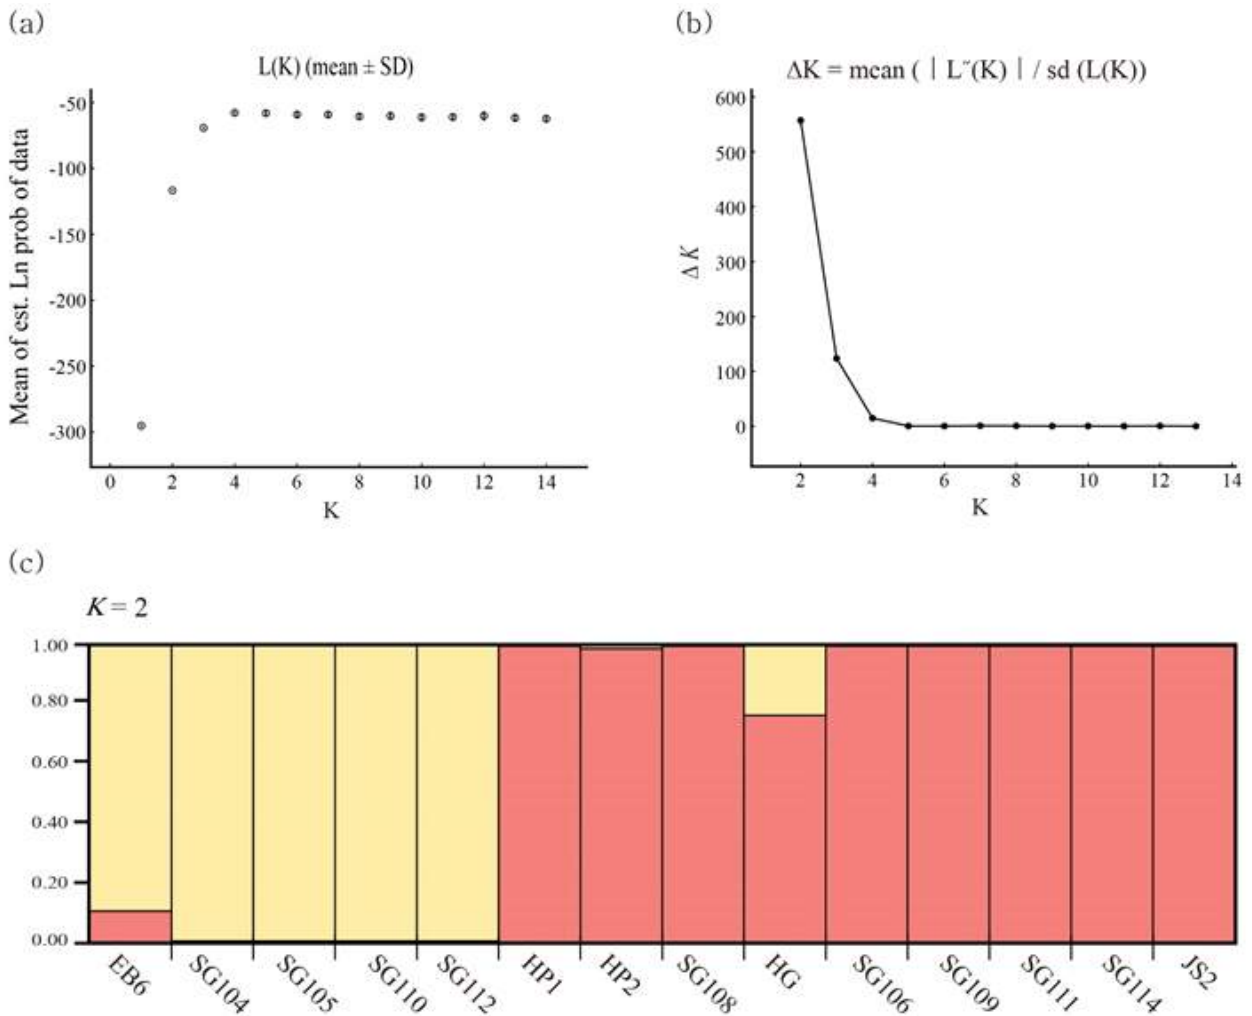 (a)
L(K) (mean ± SD)
Mean of est. Ln prob of data
-50
-100
-150
-200
-250
-300
0 2 4 6 8 10 12 14
K
(b)
ΔK = mean ( | L″(K) | / sd (L(K))
Δ K
600
500
400
300
200
100
0
2 4 6 8 10 12 14
K
(c)
K = 2
1.00
0.80
0.60
0.40
0.20
0.00
EB6 SG104 SG105 SG110 SG112 HP1 HP2 SG108 HG SG106 SG109 SG111 SG114 JS2